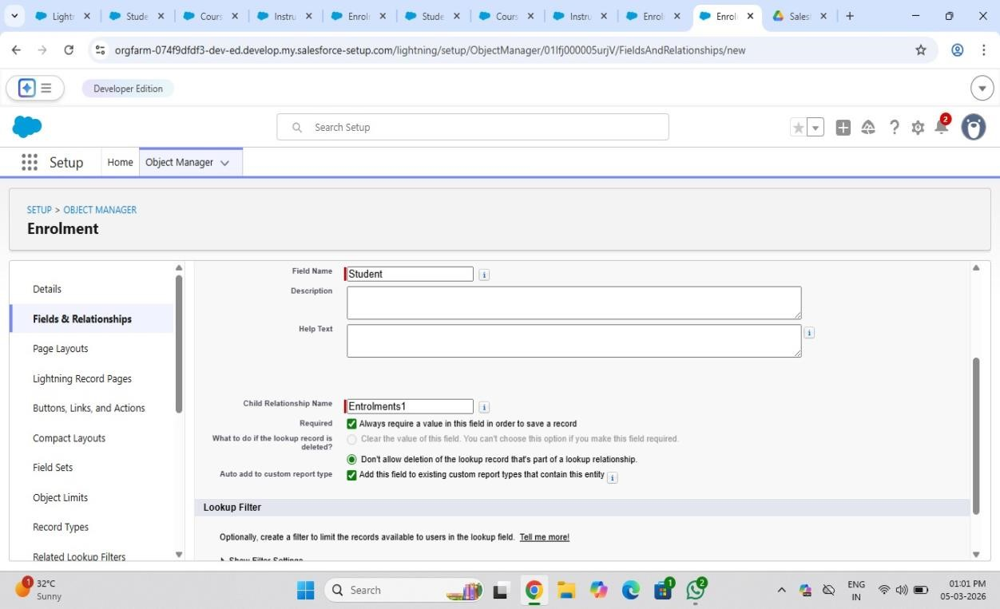 Lightn
Stude
Cours
Instru
Enroln
Stude
Cours
Instru
Enrol
Enrol
Sales
orgfarm-074f9dfdf3-dev-ed.develop.my.salesforce-setup.com/lightning/setup/ObjectManager/01Ifj000005urjV/FieldsAndRelationships/new
Developer Edition
Search Setup
2
Setup
Home
Object Manager
SETUP > OBJECT MANAGER
Enrolment
Details
Fields & Relationships
Page Layouts
Lightning Record Pages
Buttons, Links, and Actions
Compact Layouts
Field Sets
Object Limits
Record Types
Related Lookup Filters
Field Name Student
Description
Help Text
Child Relationship Name Entrolments1
Required Always require a value in this field in order to save a record
What to do if the lookup record is deleted? Clear the value of this field. You can't choose this option if you make this field required.
Don't allow deletion of the lookup record that's part of a lookup relationship.
Auto add to custom report type Add this field to existing custom report types that contain this entity
Lookup Filter
Optionally, create a filter to limit the records available to users in the lookup field. Tell me more!
Show Filter Settings
1
32°C
Sunny
Search
1
2
ENG
IN
01:01 PM
05-03-2026